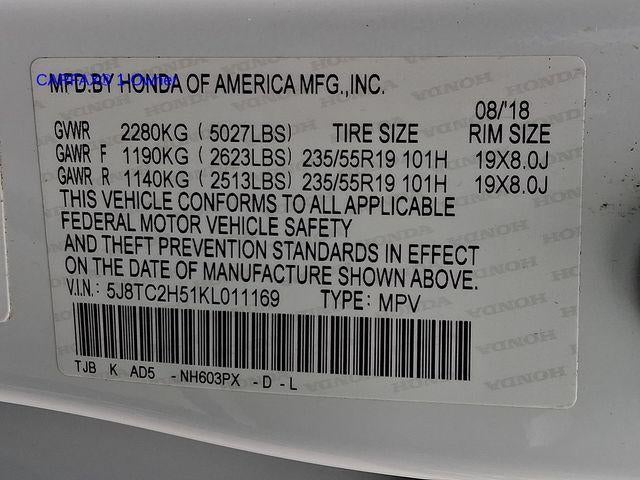 CARFAX® 1-Owner
MFD.BY HONDA OF AMERICA MFG.,INC.
08/'18
GVWR 2280KG ( 5027LBS) TIRE SIZE RIM SIZE
GAWR F 1190KG ( 2623LBS) 235/55R19 101H 19X8.0J
GAWR R 1140KG ( 2513LBS) 235/55R19 101H 19X8.0J
THIS VEHICLE CONFORMS TO ALL APPLICABLE
FEDERAL MOTOR VEHICLE SAFETY
AND THEFT PREVENTION STANDARDS IN EFFECT
ON THE DATE OF MANUFACTURE SHOWN ABOVE.
V.I.N.: 5J8TC2H51KL011169 TYPE: MPV
TJB K AD5 -NH603PX -D-L